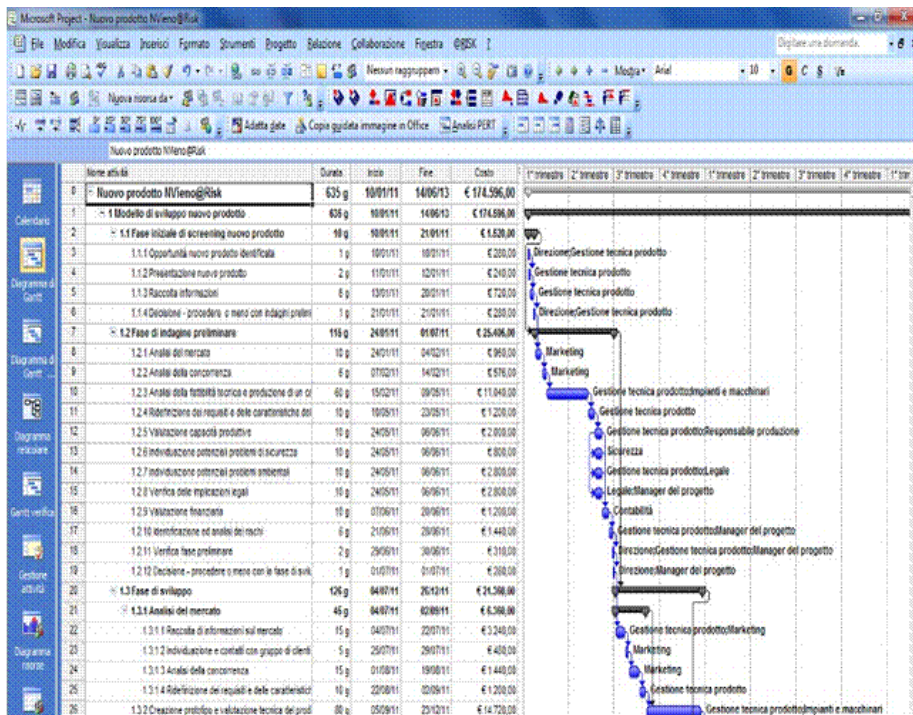 Microsoft Project - Nuovo prodotto NVieno@Risk
File Modifica Visualizza Inserisci Formato Strumenti Progetto Relazione Collaborazione Finestra @RISK ? Digitare una domanda.
Nessun raggruppam Mostra Arial 10 G C S
Nuova risorsa da
Adatta date Copia guidata immagine in Office Analisi PERT
Nuovo prodotto NVieno@Risk
Nome attività Durata Inizio Fine Costo 1° trimestre 2° trimestre 3° trimestre 4° trimestre 1° trimestre 2° trimestre 3° trimestre 4° trimestre 1° trim
0 Nuovo prodotto NVieno@Risk 635 g 10/01/11 14/06/13 € 174.596,00
1 1 Modello di sviluppo nuovo prodotto 635 g 10/01/11 14/06/13 € 174.596,00
2 1.1 Fase iniziale di screening nuovo prodotto 10 g 10/01/11 21/01/11 € 1.520,00
3 1.1.1 Opportunità nuovo prodotto identificata 1 g 10/01/11 10/01/11 € 280,00 Direzione;Gestione tecnica prodotto
4 1.1.2 Presentazione nuovo prodotto 2 g 11/01/11 12/01/11 € 240,00 Gestione tecnica prodotto
5 1.1.3 Raccolta informazioni 6 g 13/01/11 20/01/11 € 720,00 Gestione tecnica prodotto
6 1.1.4 Decisione - procedere o meno con indagini prelim 1 g 21/01/11 21/01/11 € 280,00 Direzione;Gestione tecnica prodotto
7 1.2 Fase di indagine preliminare 115 g 24/01/11 01/07/11 € 25.406,00
8 1.2.1 Analisi del mercato 10 g 24/01/11 04/02/11 € 960,00 Marketing
9 1.2.2 Analisi della concorrenza 6 g 07/02/11 14/02/11 € 576,00 Marketing
10 1.2.3 Analisi della fattibilità tecnica e produzione di un ca 60 g 15/02/11 09/05/11 € 11.040,00 Gestione tecnica prodotto;Impianti e macchinari
11 1.2.4 Ridefinizione dei requisiti e delle caratteristiche del 10 g 10/05/11 23/05/11 € 1.200,00 Gestione tecnica prodotto
12 1.2.5 Valutazione capacità produttive 10 g 24/05/11 06/06/11 € 2.800,00 Gestione tecnica prodotto;Responsabile produzione
13 1.2.6 Individuazione potenziali problemi di sicurezza 10 g 24/05/11 06/06/11 € 800,00 Sicurezza
14 1.2.7 Individuazione potenziali problemi ambientali 10 g 24/05/11 06/06/11 € 2.800,00 Gestione tecnica prodotto;Legale
15 1.2.8 Verifica delle implicazioni legali 10 g 24/05/11 06/06/11 € 2.800,00 Legale;Manager del progetto
16 1.2.9 Valutazione finanziaria 10 g 07/06/11 20/06/11 € 1.200,00 Contabilità
17 1.2.10 Identificazione ed analisi dei rischi 6 g 21/06/11 28/06/11 € 1.440,00 Gestione tecnica prodotto;Manager del progetto
18 1.2.11 Verifica fase preliminare 2 g 29/06/11 30/06/11 € 310,00 Direzione;Gestione tecnica prodotto;Manager del progetto
19 1.2.12 Decisione - procedere o meno con la fase di svilu 1 g 01/07/11 01/07/11 € 280,00 Direzione;Manager del progetto
20 1.3 Fase di sviluppo 126 g 04/07/11 26/12/11 € 21.360,00
21 1.3.1 Analisi del mercato 45 g 04/07/11 02/09/11 € 6.360,00
22 1.3.1.1 Raccolta di informazioni sul mercato 15 g 04/07/11 22/07/11 € 3.240,00 Gestione tecnica prodotto;Marketing
23 1.3.1.2 Individuazione e contatti con gruppo di clienti 5 g 25/07/11 29/07/11 € 480,00 Marketing
24 1.3.1.3 Analisi della concorrenza 15 g 01/08/11 19/08/11 € 1.440,00 Marketing
25 1.3.1.4 Ridefinizione dei requisiti e delle caratteristich 10 g 22/08/11 02/09/11 € 1.200,00 Gestione tecnica prodotto
26 1.3.2 Creazione prototipo e valutazione tecnica del prod 80 g 05/09/11 23/12/11 € 14.720,00 Gestione tecnica prodotto;Impianti e macchinari
Calendario
Diagramma di Gantt
Diagramma di Gantt ...
Diagramma reticolare
Gantt verifica
Gestione attività
Diagramma risorse